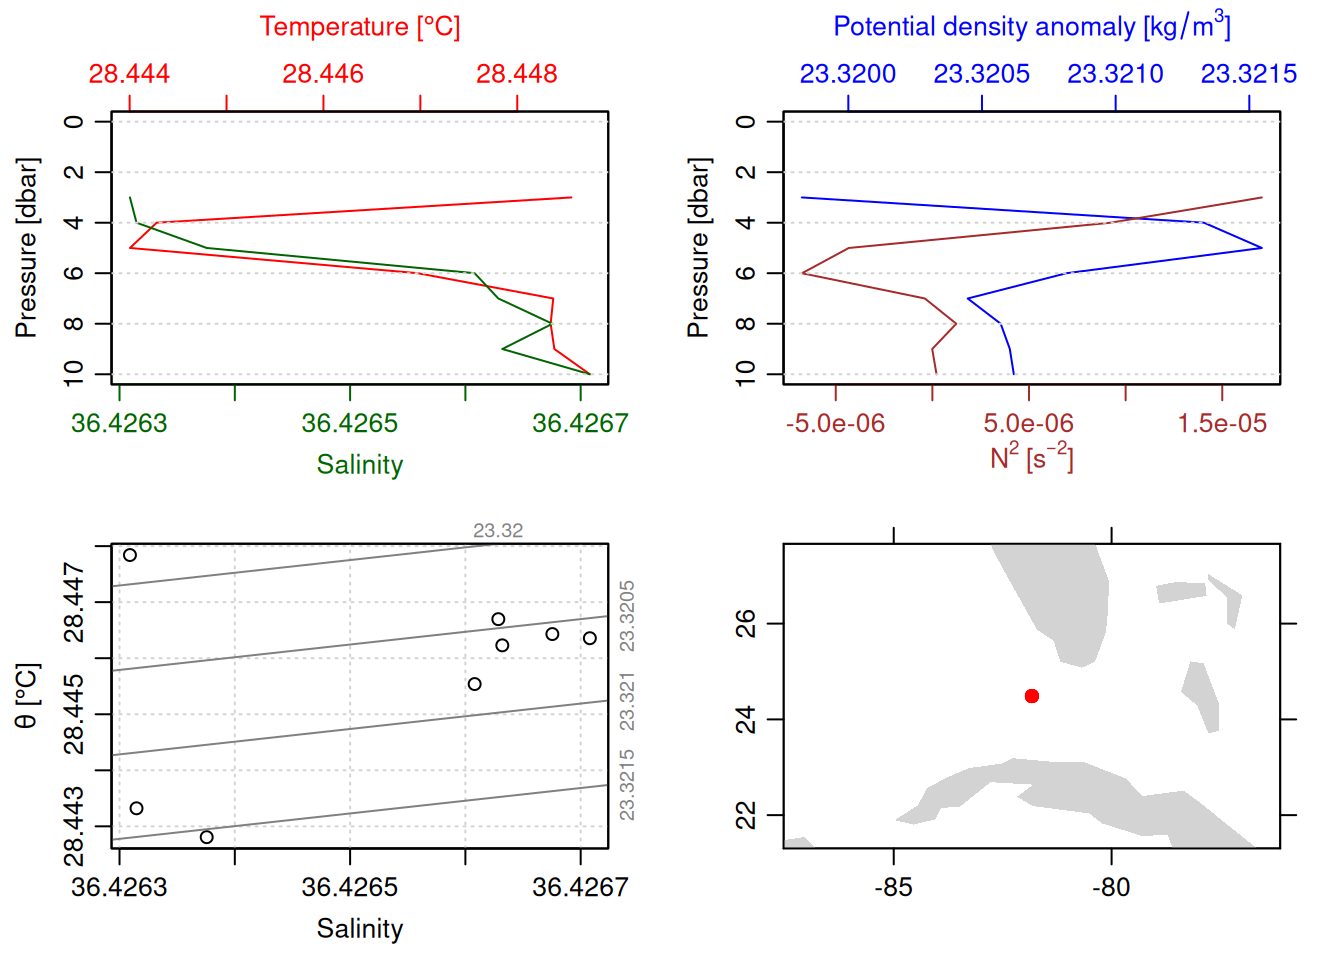 Temperature [°C]
28.444 28.446 28.448
Pressure [dbar]
0
2
4
6
8
10
36.4263 36.4265 36.4267
Salinity
Potential density anomaly [kg/m³]
23.3200 23.3205 23.3210 23.3215
Pressure [dbar]
0
2
4
6
8
10
-5.0e-06 5.0e-06 1.5e-05
N² [s⁻²]
23.32
θ [°C]
28.447
28.445
28.443
23.3205
23.321
23.3215
36.4263 36.4265 36.4267
Salinity
26
24
22
-85 -80